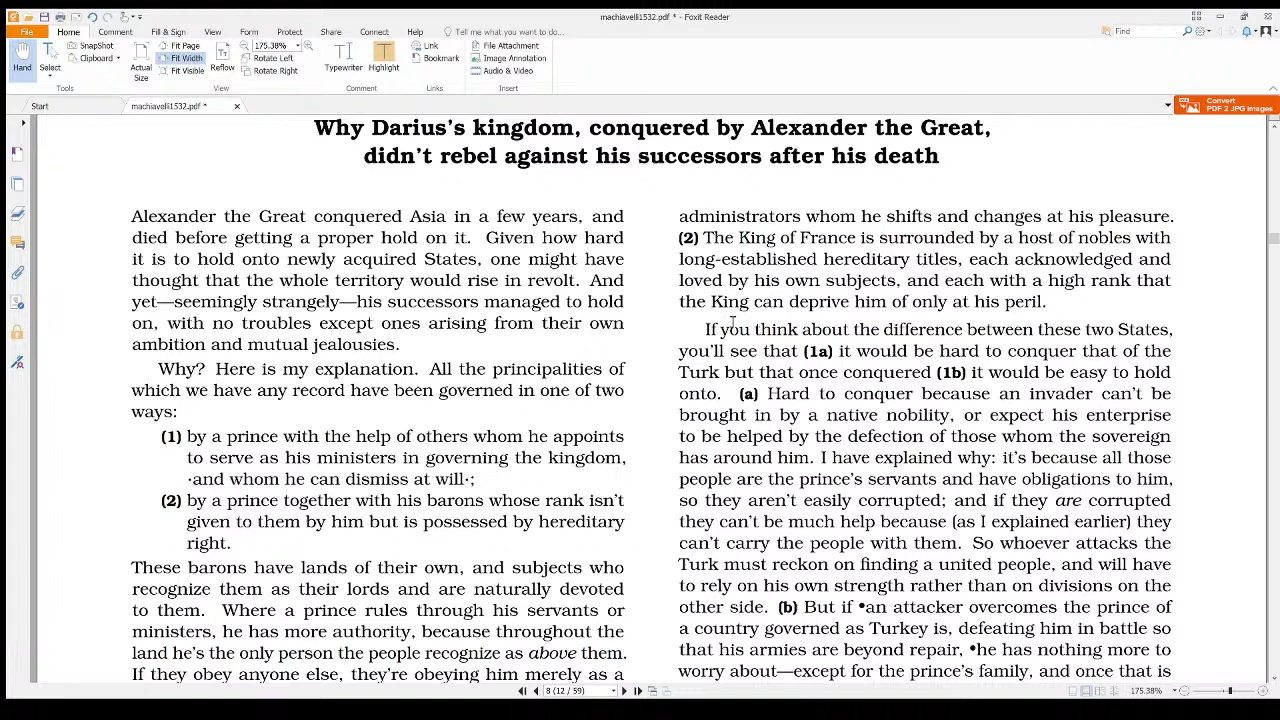 machiavelli1532.pdf * - Foxit Reader
File
Home
Comment
Fill & Sign
View
Form
Protect
Share
Connect
Help
Tell me what you want to do...
Find
Hand
Select
SnapShot
Clipboard
Tools
Actual Size
Fit Page
Fit Width
Fit Visible
Reflow
175.38%
Rotate Left
Rotate Right
View
Typewriter
Highlight
Comment
Link
Bookmark
Links
File Attachment
Image Annotation
Audio & Video
Insert
Start
machiavelli1532.pdf *
Convert
PDF 2 JPG Images
Why Darius's kingdom, conquered by Alexander the Great,
didn't rebel against his successors after his death
Alexander the Great conquered Asia in a few years, and
died before getting a proper hold on it. Given how hard
it is to hold onto newly acquired States, one might have
thought that the whole territory would rise in revolt. And
yet—seemingly strangely—his successors managed to hold
on, with no troubles except ones arising from their own
ambition and mutual jealousies.
Why? Here is my explanation. All the principalities of
which we have any record have been governed in one of two
ways:
(1) by a prince with the help of others whom he appoints
to serve as his ministers in governing the kingdom,
·and whom he can dismiss at will·;
(2) by a prince together with his barons whose rank isn't
given to them by him but is possessed by hereditary
right.
These barons have lands of their own, and subjects who
recognize them as their lords and are naturally devoted
to them. Where a prince rules through his servants or
ministers, he has more authority, because throughout the
land he's the only person the people recognize as above them.
If they obey anyone else, they're obeying him merely as a
administrators whom he shifts and changes at his pleasure.
(2) The King of France is surrounded by a host of nobles with
long-established hereditary titles, each acknowledged and
loved by his own subjects, and each with a high rank that
the King can deprive him of only at his peril.
If you think about the difference between these two States,
you'll see that (1a) it would be hard to conquer that of the
Turk but that once conquered (1b) it would be easy to hold
onto. (a) Hard to conquer because an invader can't be
brought in by a native nobility, or expect his enterprise
to be helped by the defection of those whom the sovereign
has around him. I have explained why: it's because all those
people are the prince's servants and have obligations to him,
so they aren't easily corrupted; and if they are corrupted
they can't be much help because (as I explained earlier) they
can't carry the people with them. So whoever attacks the
Turk must reckon on finding a united people, and will have
to rely on his own strength rather than on divisions on the
other side. (b) But if •an attacker overcomes the prince of
a country governed as Turkey is, defeating him in battle so
that his armies are beyond repair, •he has nothing more to
worry about—except for the prince's family, and once that is
8 (12 / 59)
175.38%